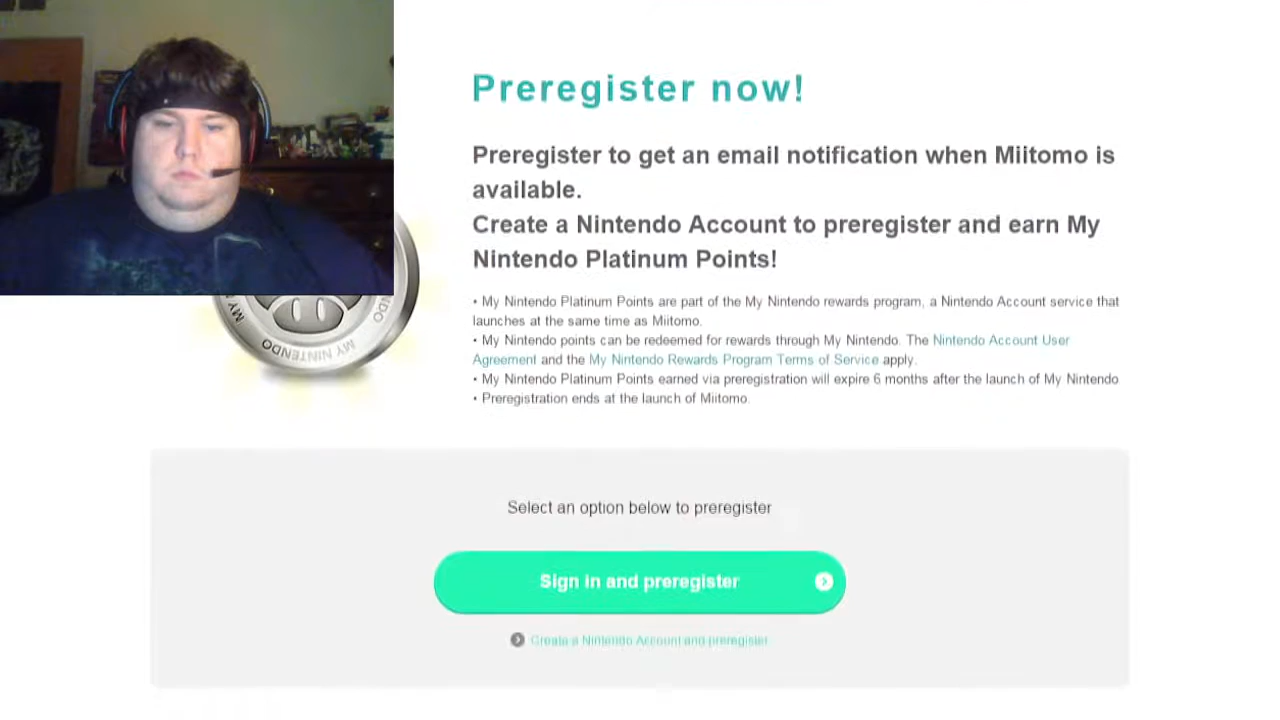 Preregister now!
Preregister to get an email notification when Miitomo is
available.
Create a Nintendo Account to preregister and earn My
Nintendo Platinum Points!
• My Nintendo Platinum Points are part of the My Nintendo rewards program, a Nintendo Account service that
launches at the same time as Miitomo.
• My Nintendo points can be redeemed for rewards through My Nintendo. The Nintendo Account User
Agreement and the My Nintendo Rewards Program Terms of Service apply.
• My Nintendo Platinum Points earned via preregistration will expire 6 months after the launch of My Nintendo
• Preregistration ends at the launch of Miitomo.
MY NINTENDO
Select an option below to preregister
Sign in and preregister
Create a Nintendo Account and preregister